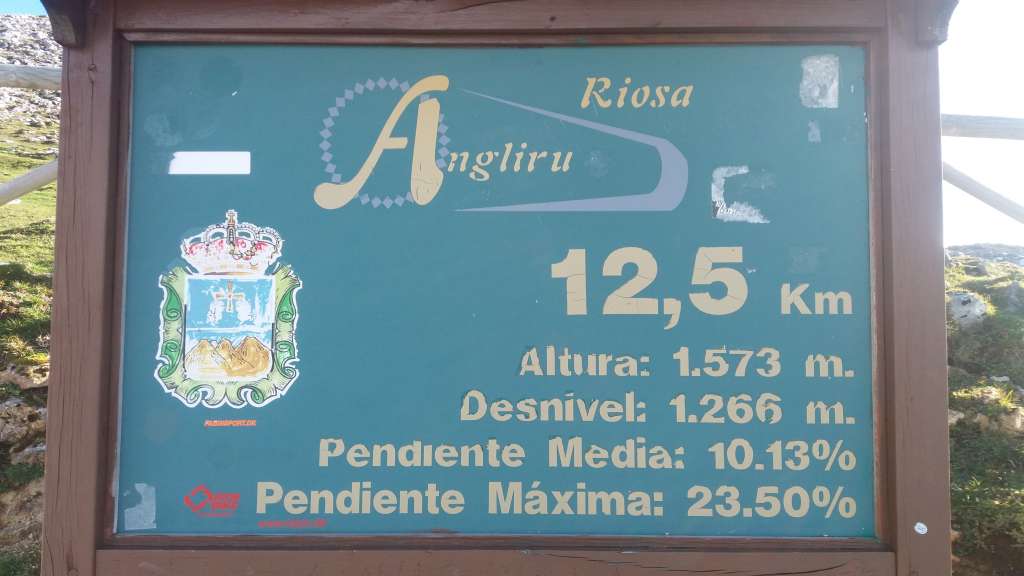 Riosa
Angliru
12,5 Km
Altura: 1.573 m.
Desnivel: 1.266 m.
Pendiente Media: 10.13%
Pendiente Máxima: 23.50%